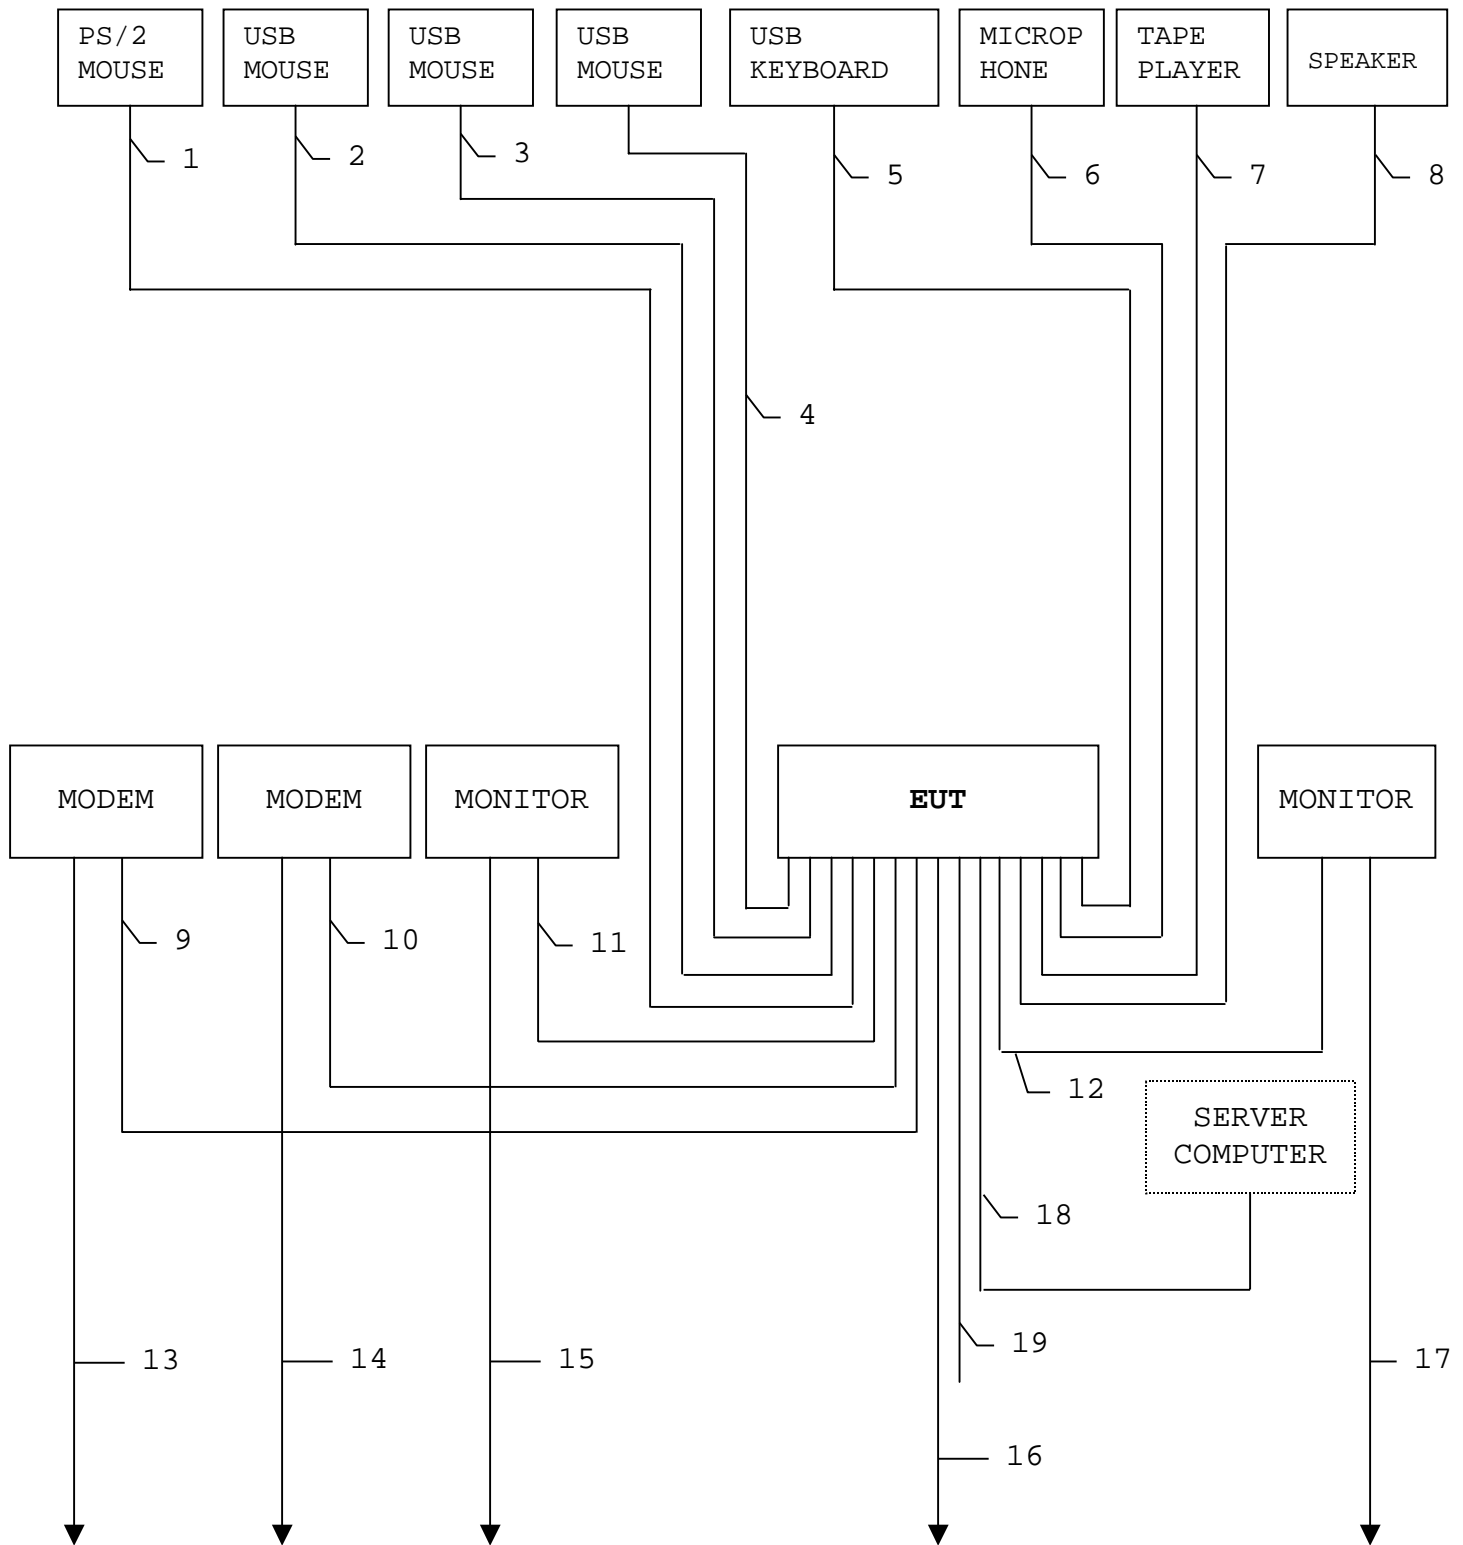 PS/2
MOUSE
USB
MOUSE
USB
MOUSE
USB
MOUSE
USB
KEYBOARD
MICROP
HONE
TAPE
PLAYER
SPEAKER
1
2
3
5
6
7
8
4
MODEM
MODEM
MONITOR
EUT
MONITOR
9
10
11
12
SERVER
COMPUTER
18
19
13
14
15
17
16